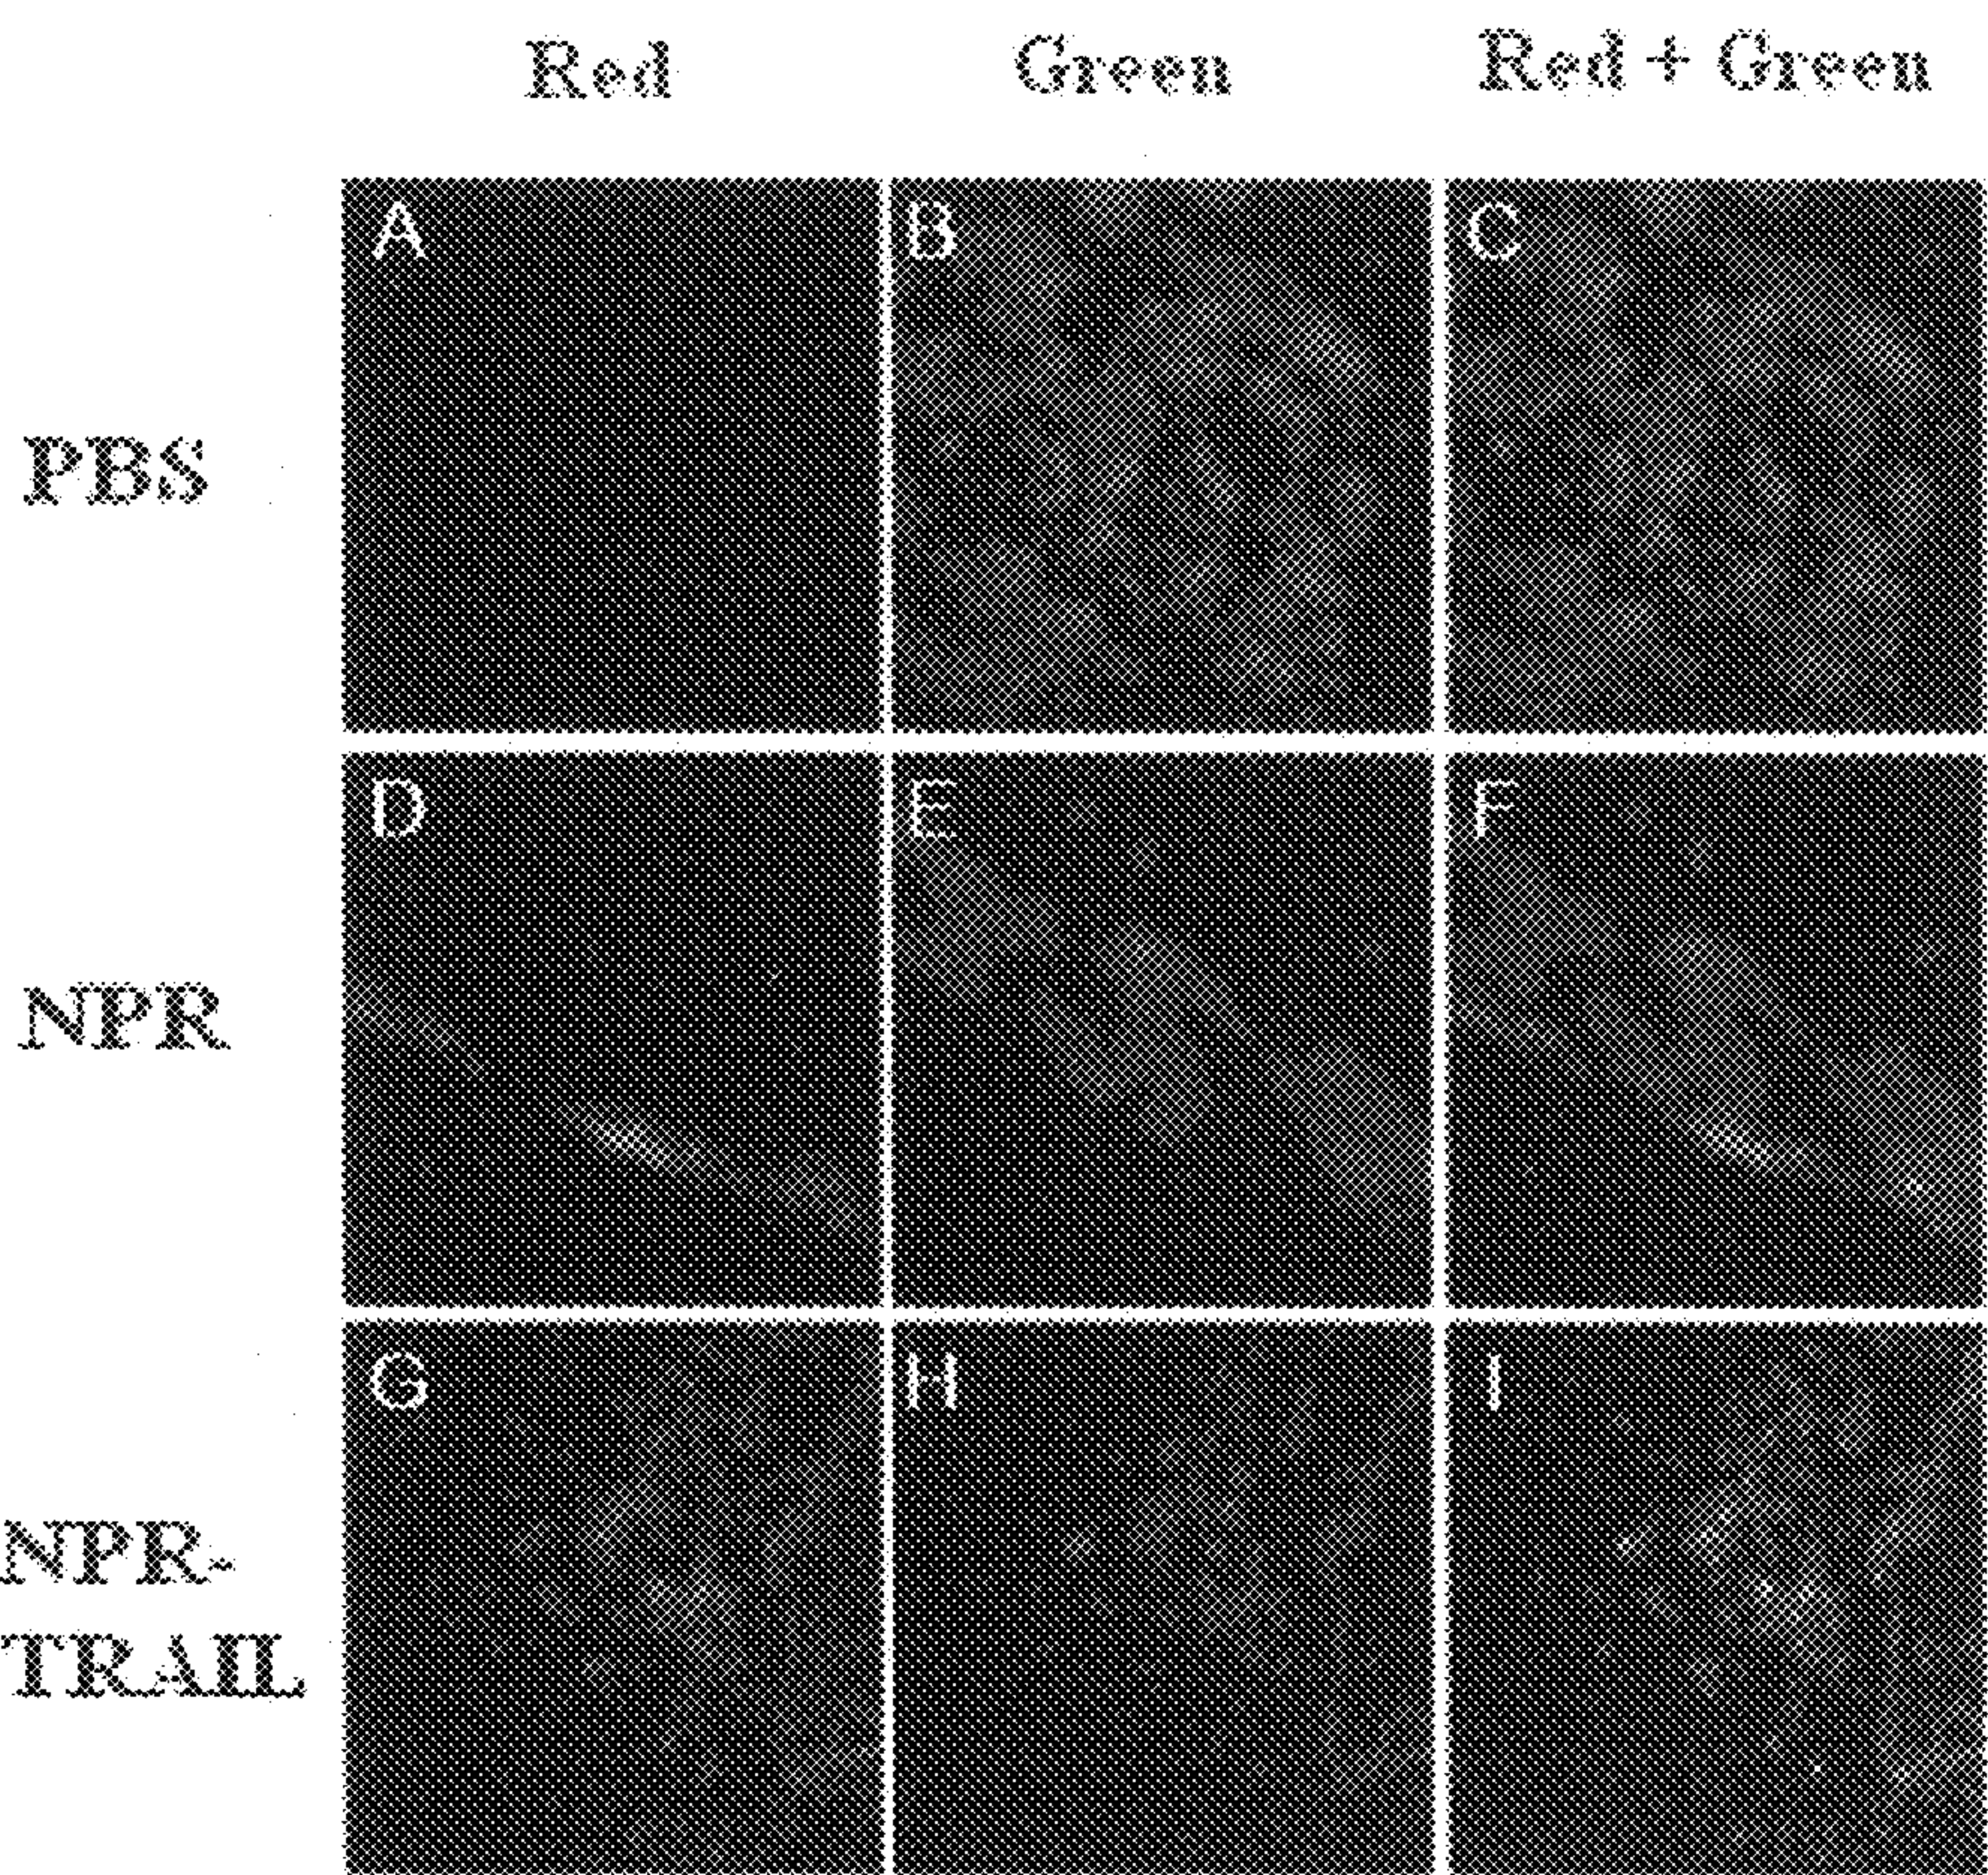 Red Green Red + Green
A B C
PBS
D E F
NPR
G H I
NPR-
TRAIL